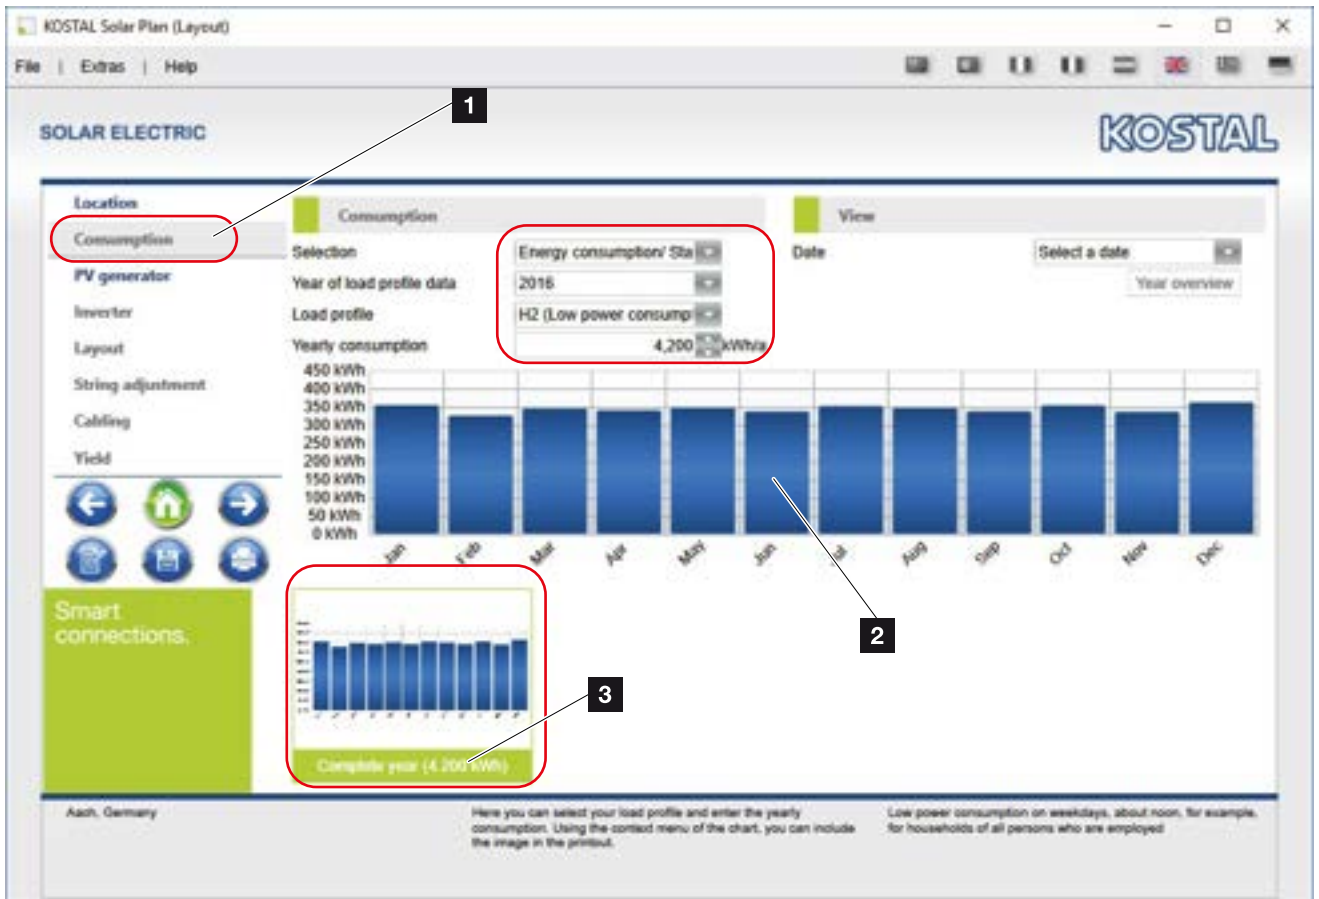 KOSTAL Solar Plan (Layout)
File | Extras | Help
1
SOLAR ELECTRIC
KOSTAL
Location
Consumption
PV generator
Inverter
Layout
String adjustment
Cabling
Yield
Consumption
View
Selection
Energy consumption/ Sta
Date
Select a date
Year of load profile data
2016
Year overview
Load profile
H2 (Low power consump
Yearly consumption
4,200 kWh/a
450 kWh
400 kWh
350 kWh
300 kWh
250 kWh
200 kWh
150 kWh
100 kWh
50 kWh
0 kWh
Jan Feb Mar Apr May Jun Jul Aug Sep Oct Nov Dec
2
Smart
connections.
3
Complete year (4 200 kWh)
Aach, Germany
Here you can select your load profile and enter the yearly
consumption. Using the context menu of the chart, you can include
the image in the printout.
Low power consumption on weekdays, about noon, for example,
for households of all persons who are employed